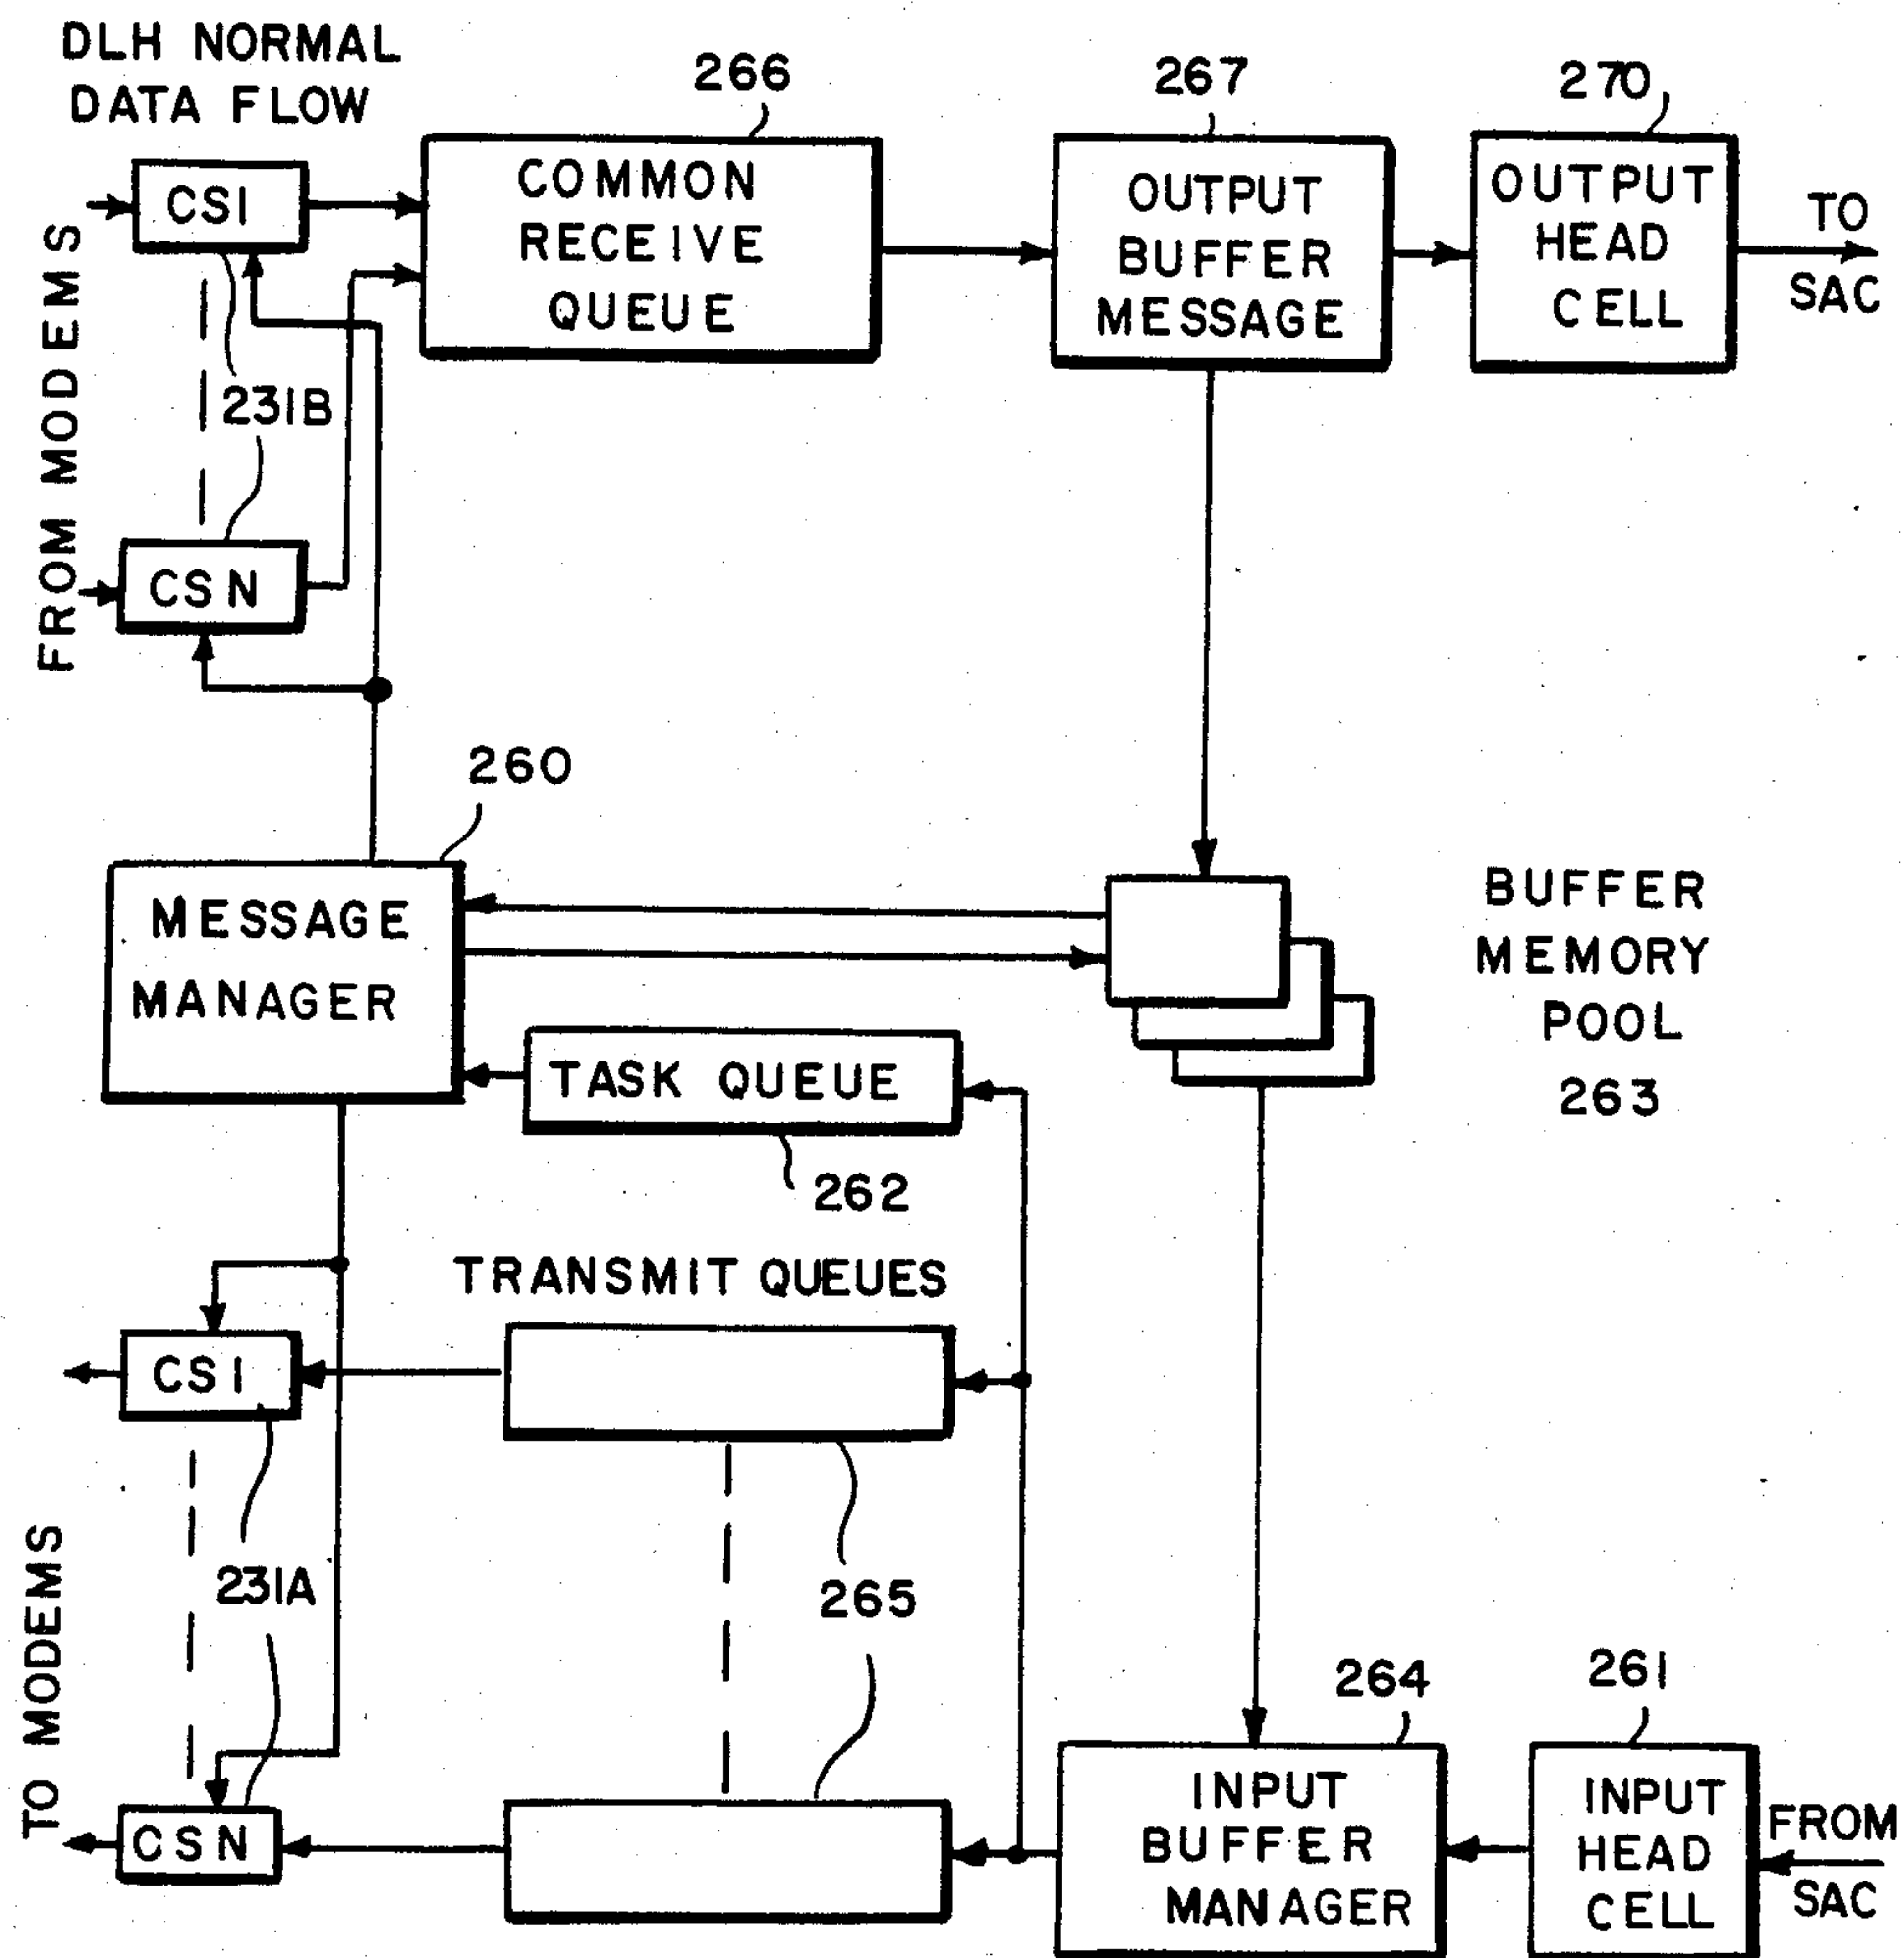 DLH NORMAL
DATA FLOW
266
267
270
CS1
COMMON
RECEIVE
QUEUE
OUTPUT
BUFFER
MESSAGE
OUTPUT
HEAD
CELL
TO
SAC
FROM MODEMS
231B
CSN
260
MESSAGE
MANAGER
BUFFER
MEMORY
POOL
263
TASK QUEUE
262
TRANSMIT QUEUES
CS1
231A
265
TO MODEMS
CSN
264
261
INPUT
BUFFER
MANAGER
INPUT
HEAD
CELL
FROM
SAC